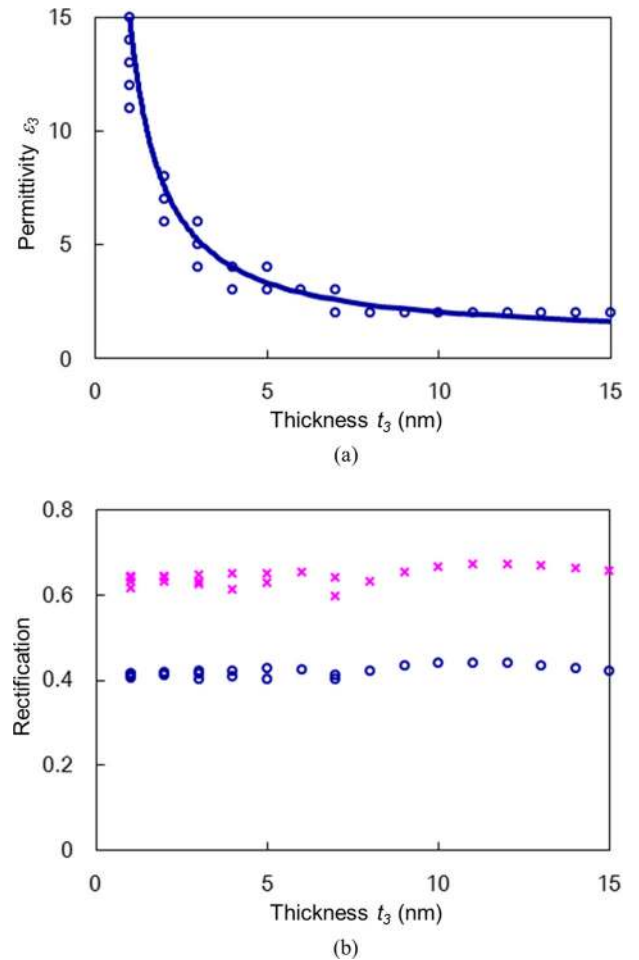 15
10
5
0
Permittivity ε3
0 5 10 15
Thickness t3 (nm)
(a)
0.8
0.6
0.4
0.2
0
Rectification
0 5 10 15
Thickness t3 (nm)
(b)